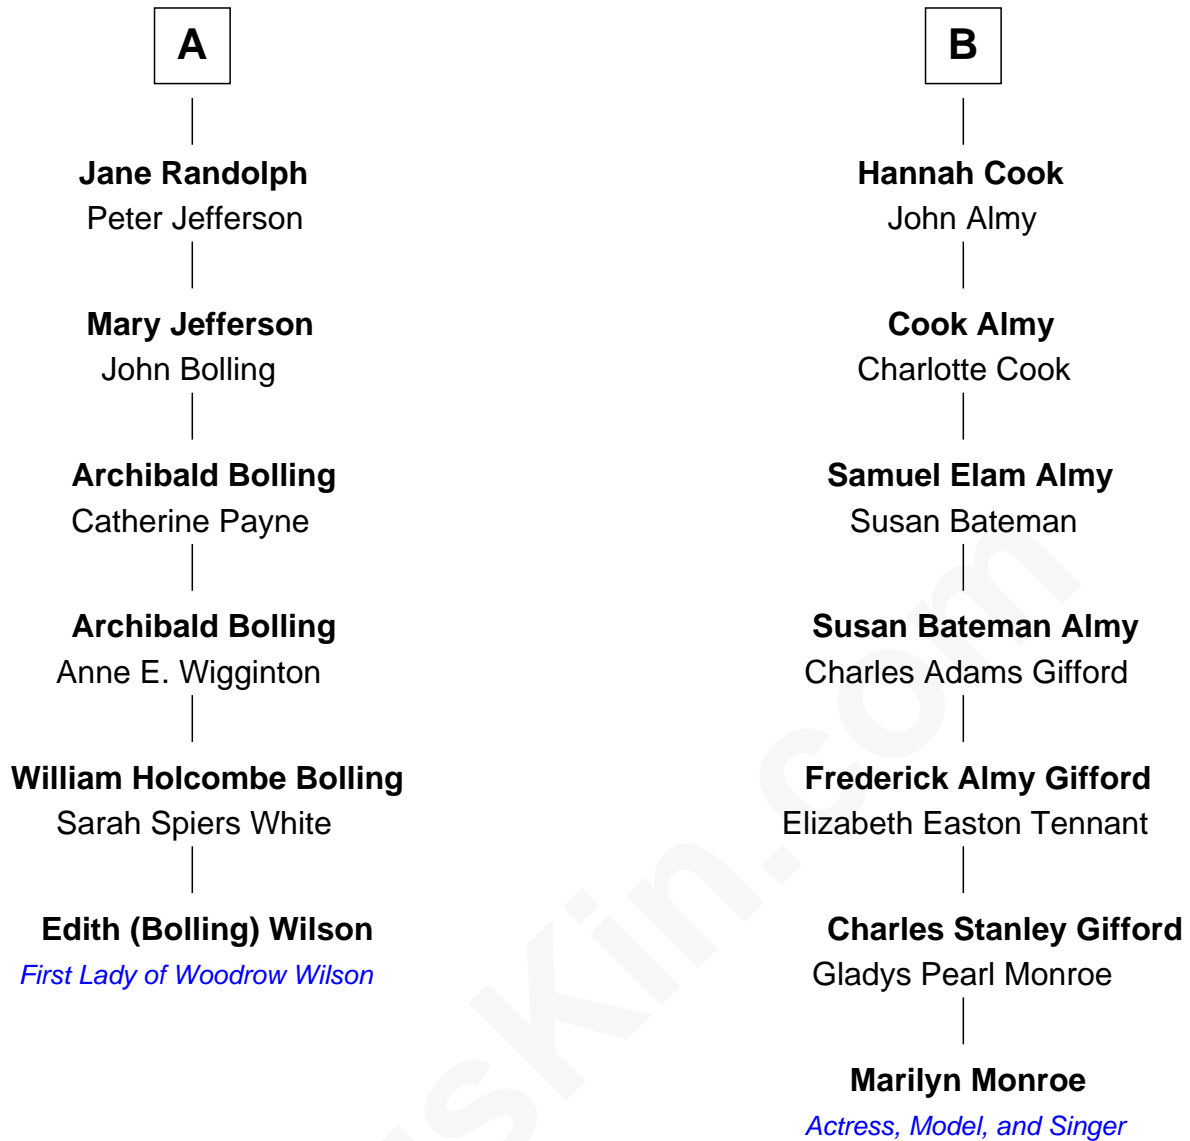 A
Jane Randolph
Peter Jefferson
Mary Jefferson
John Bolling
Archibald Bolling
Catherine Payne
Archibald Bolling
Anne E. Wigginton
William Holcombe Bolling
Sarah Spiers White
Edith (Bolling) Wilson
First Lady of Woodrow Wilson
B
Hannah Cook
John Almy
Cook Almy
Charlotte Cook
Samuel Elam Almy
Susan Bateman
Susan Bateman Almy
Charles Adams Gifford
Frederick Almy Gifford
Elizabeth Easton Tennant
Charles Stanley Gifford
Gladys Pearl Monroe
Marilyn Monroe
Actress, Model, and Singer
usKin.com